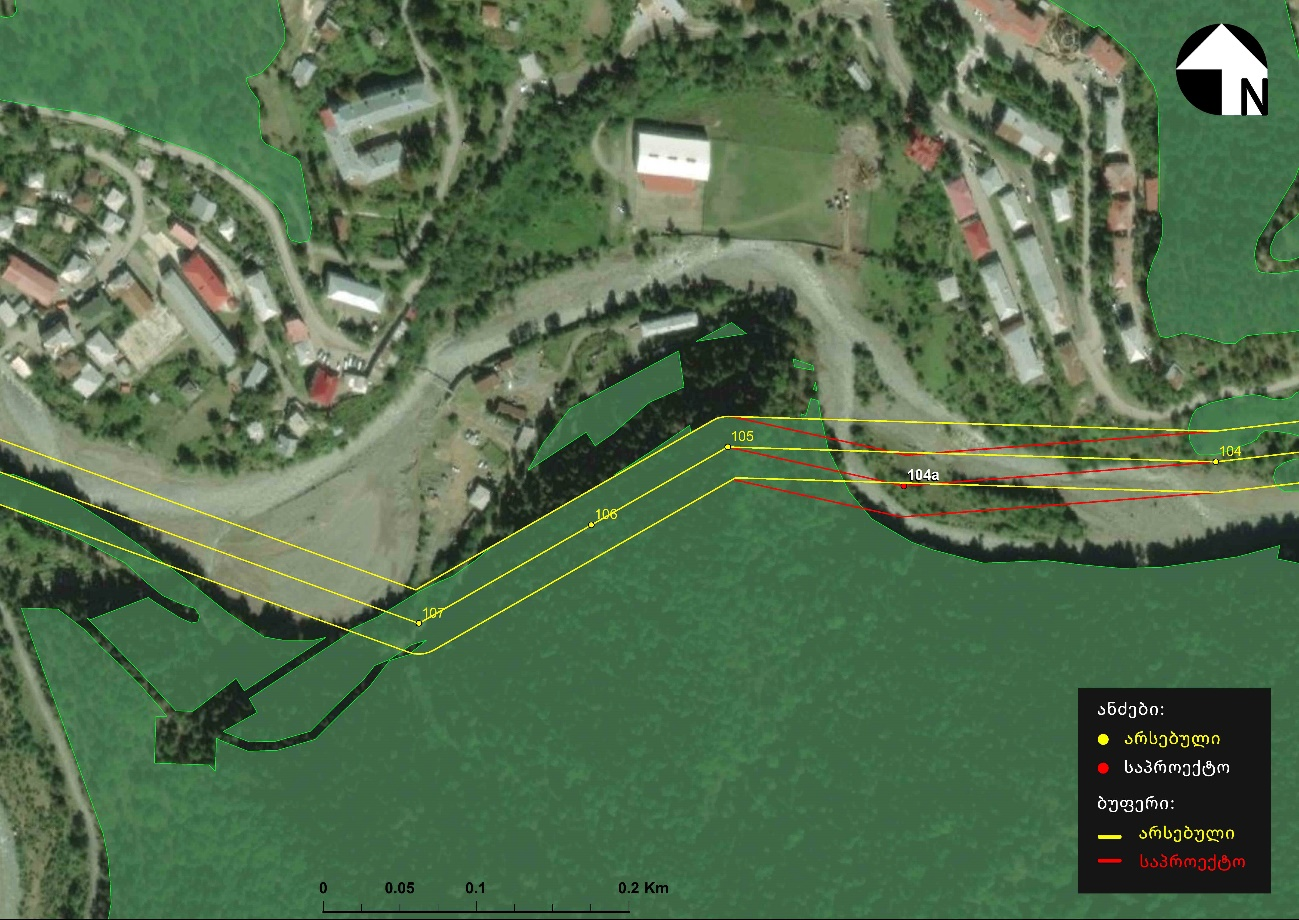 N
105
104
104a
106
107
ანძები:
არსებული
საპროექტო
ბუფერი:
არსებული
საპროექტო
0 0.05 0.1 0.2 Km